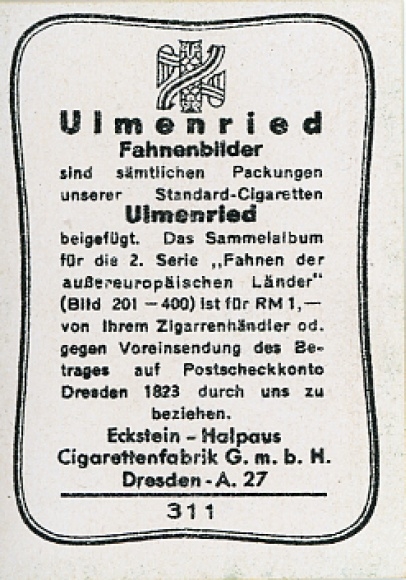 Ulmenried
Fahnenbilder
sind sämtlichen Packungen
unserer Standard-Cigaretten
Ulmenried
beigefügt. Das Sammelalbum
für die 2. Serie „Fahnen der
außereuropäischen Länder“
(Bild 201 – 400) ist für RM 1,—
von Ihrem Zigarrenhändler od.
gegen Voreinsendung des Be-
trages auf Postscheckkonto
Dresden 1823 durch uns zu
beziehen.
Eckstein - Halpaus
Cigarettenfabrik G. m. b. H.
Dresden - A. 27
311